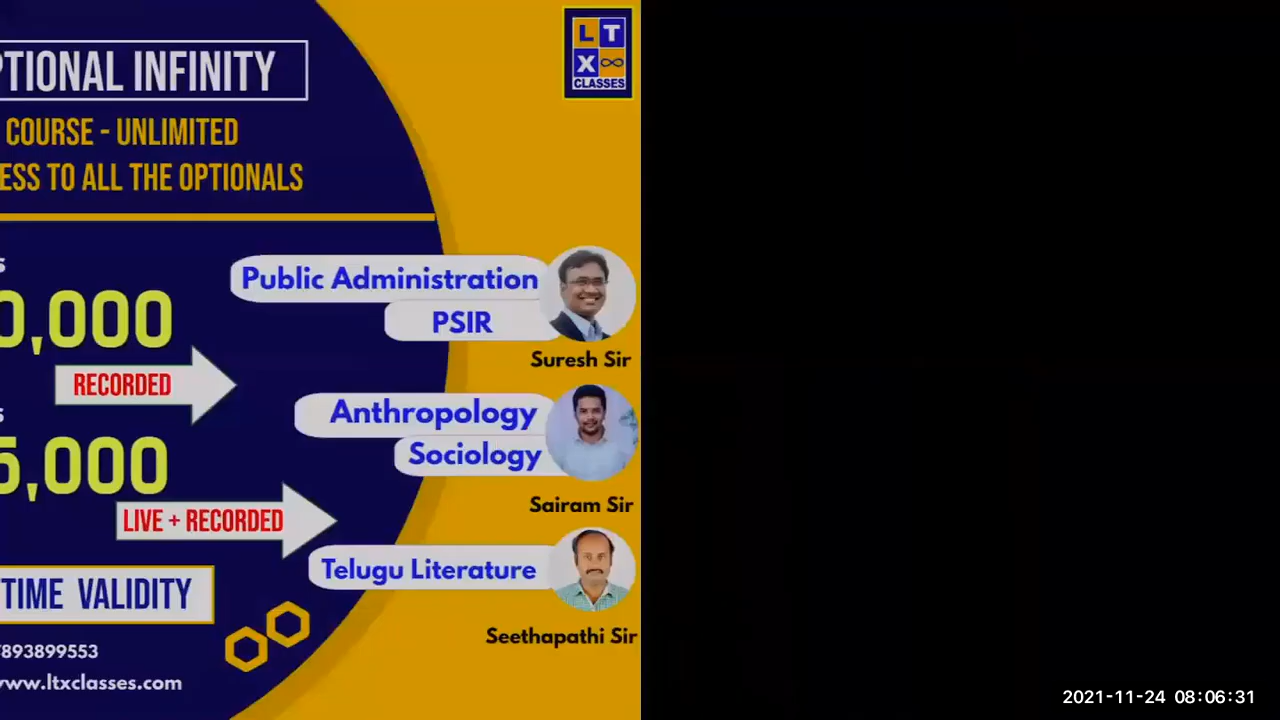 PTIONAL INFINITY
COURSE - UNLIMITED
ESS TO ALL THE OPTIONALS
L T
X ∞
CLASSES
s
0,000
RECORDED
s
5,000
LIVE + RECORDED
TIME VALIDITY
7893899553
www.ltxclasses.com
Public Administration
PSIR
Suresh Sir
Anthropology
Sociology
Sairam Sir
Telugu Literature
Seethapathi Sir
2021-11-24 08:06:31